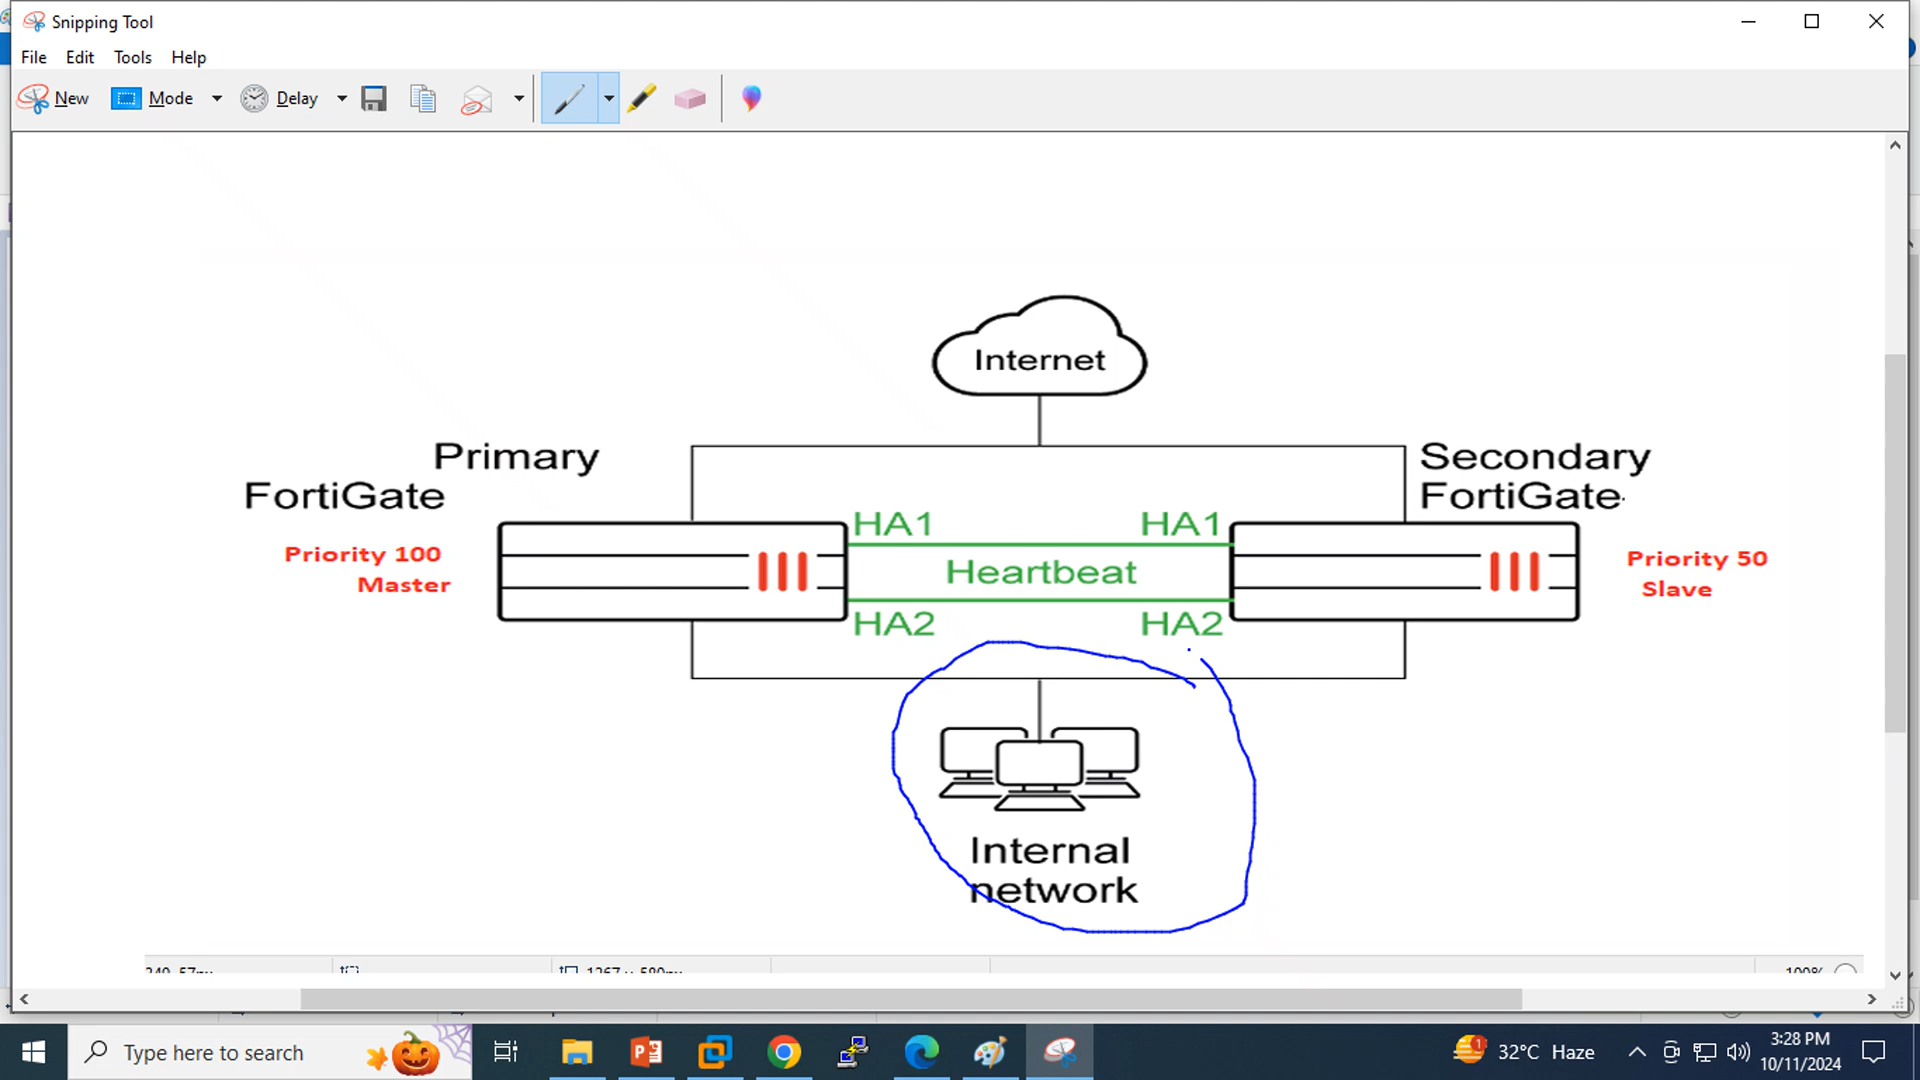 Snipping Tool
File Edit Tools Help
New Mode Delay
Internet
Primary
FortiGate
Secondary
FortiGate
Priority 100
Master
HA1 HA1
Heartbeat
HA2 HA2
Priority 50
Slave
Internal
network
100%
Type here to search
1
32°C Haze
3:28 PM
10/11/2024